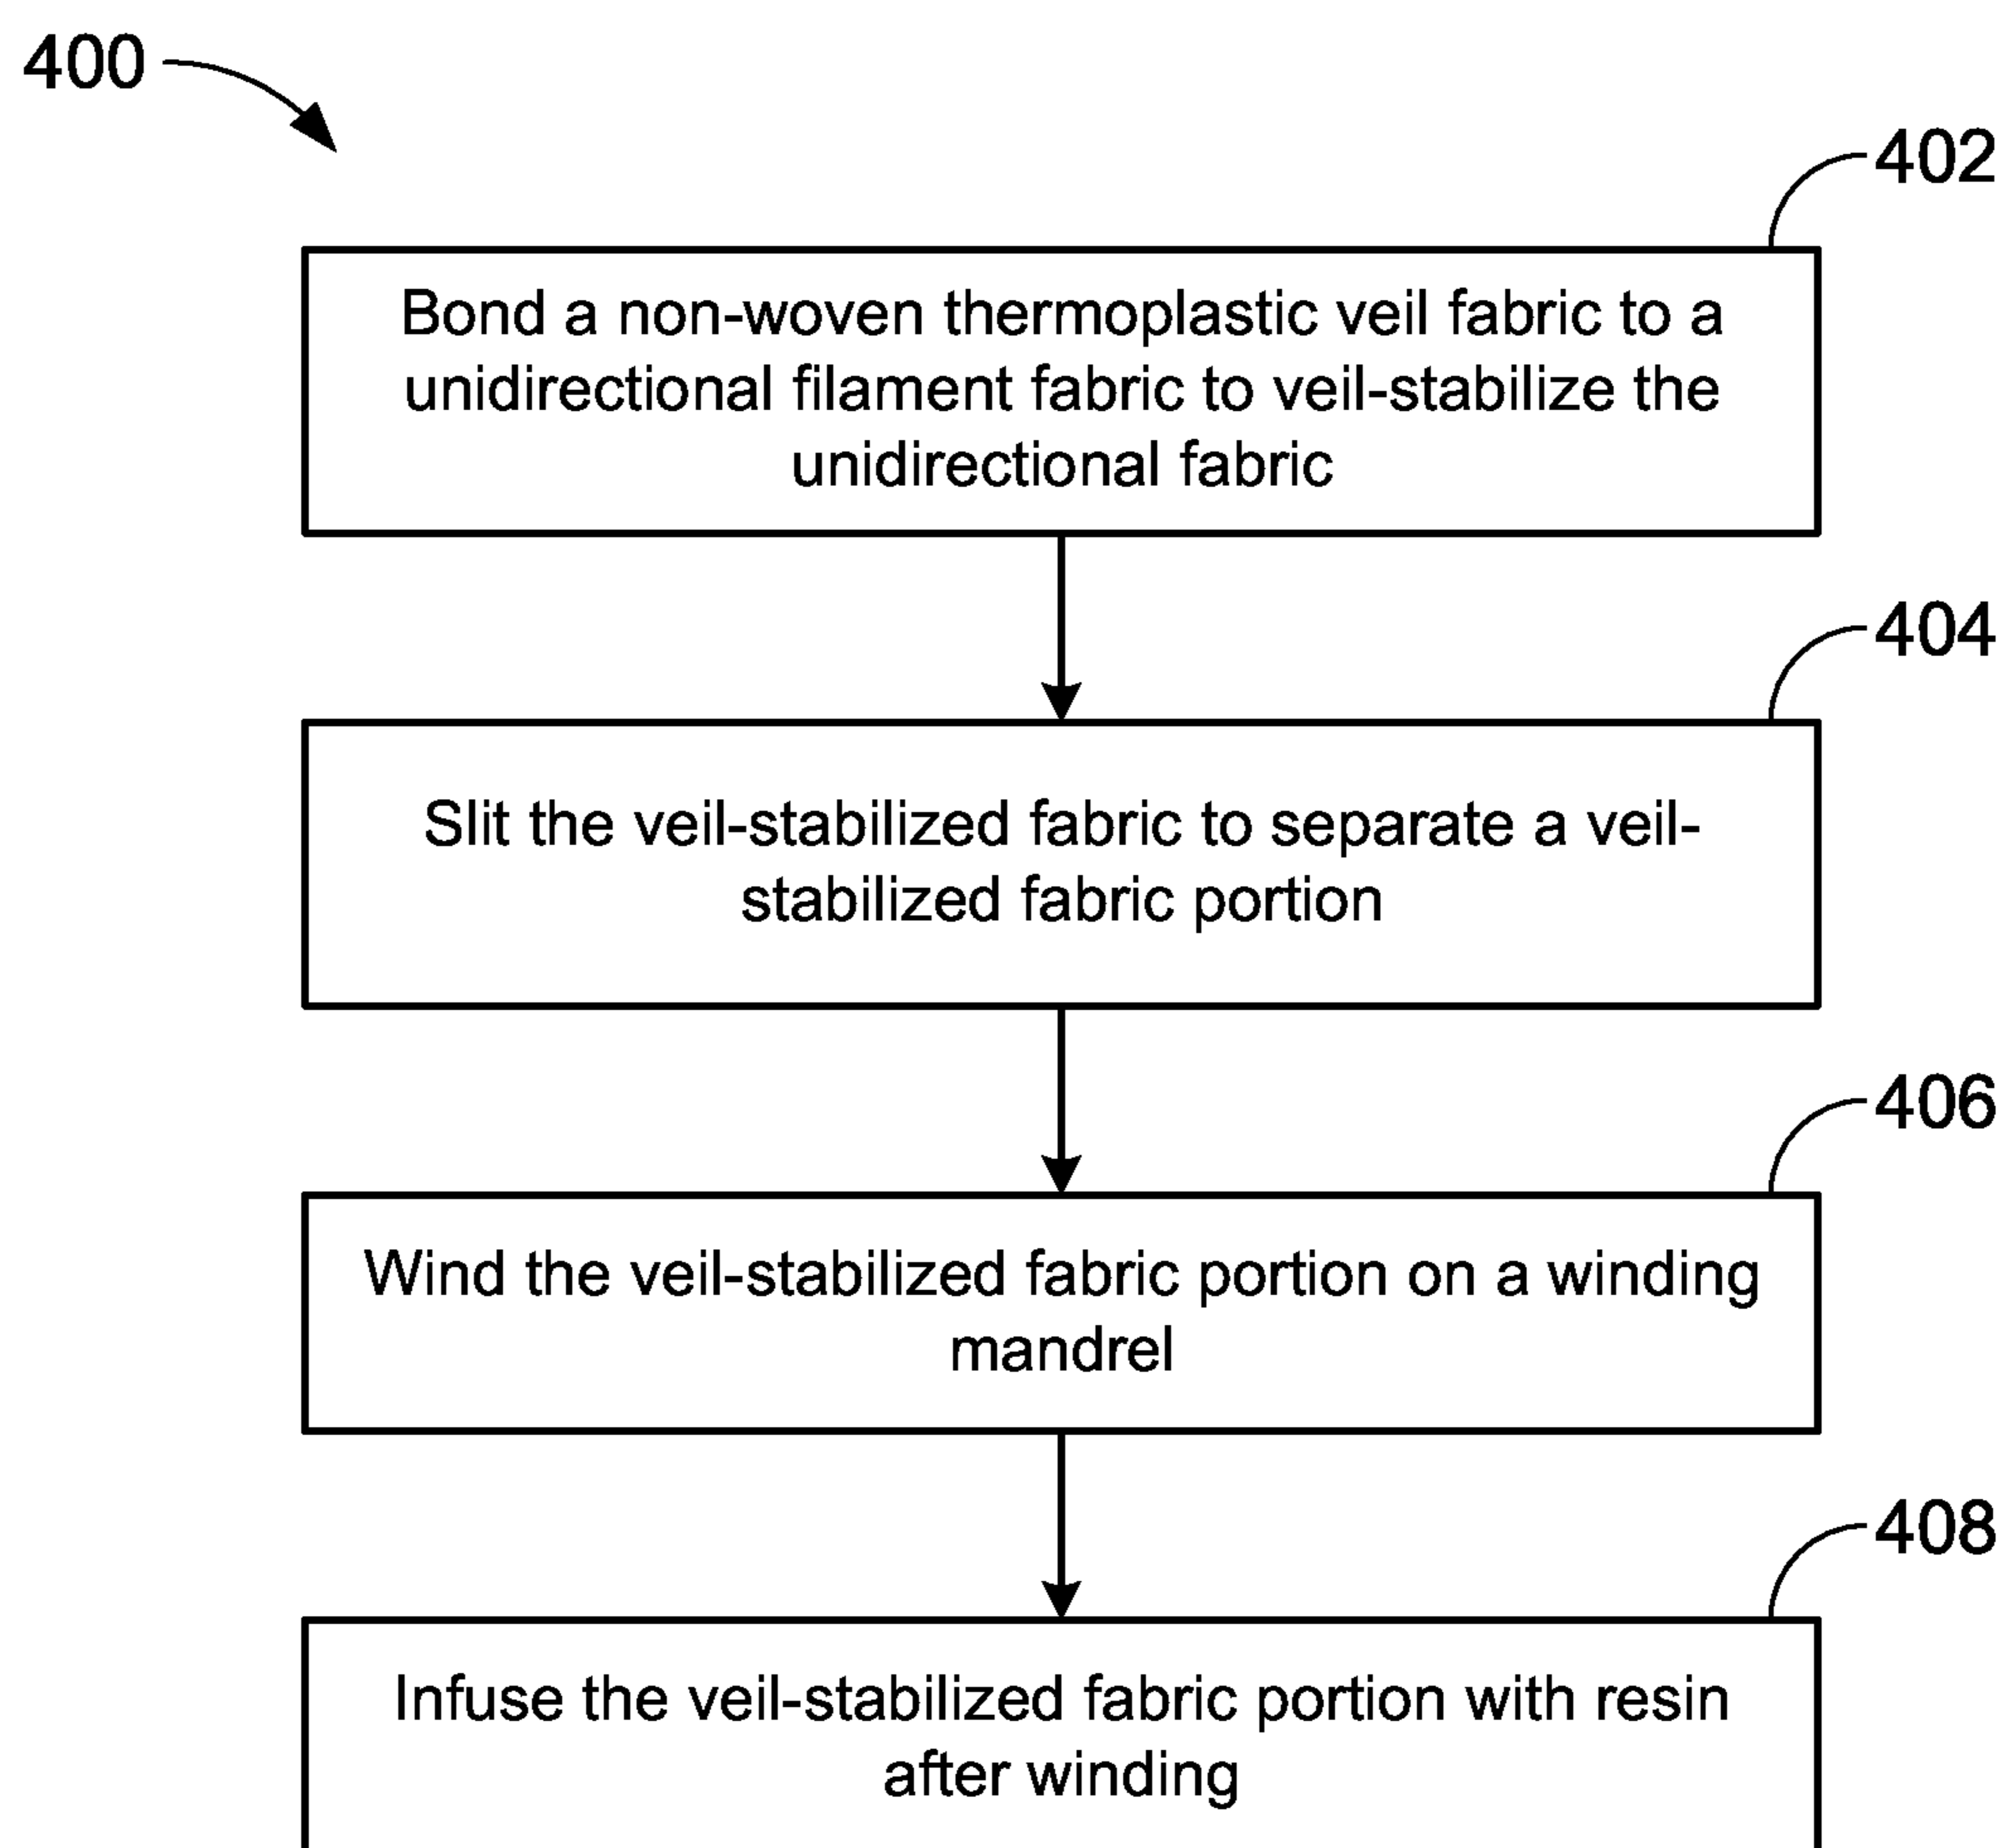 400
402
Bond a non-woven thermoplastic veil fabric to a
unidirectional filament fabric to veil-stabilize the
unidirectional fabric
404
Slit the veil-stabilized fabric to separate a veil-
stabilized fabric portion
406
Wind the veil-stabilized fabric portion on a winding
mandrel
408
Infuse the veil-stabilized fabric portion with resin
after winding